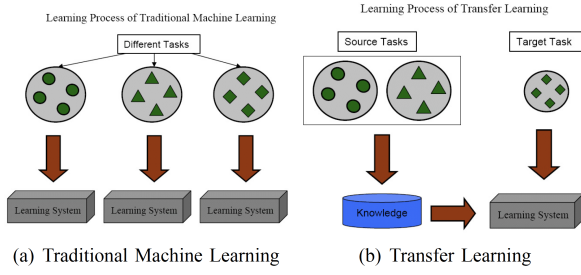 Learning Process of Traditional Machine Learning
Different Tasks
Learning System
Learning System
Learning System
(a) Traditional Machine Learning
Learning Process of Transfer Learning
Source Tasks
Target Task
Knowledge
Learning System
(b) Transfer Learning